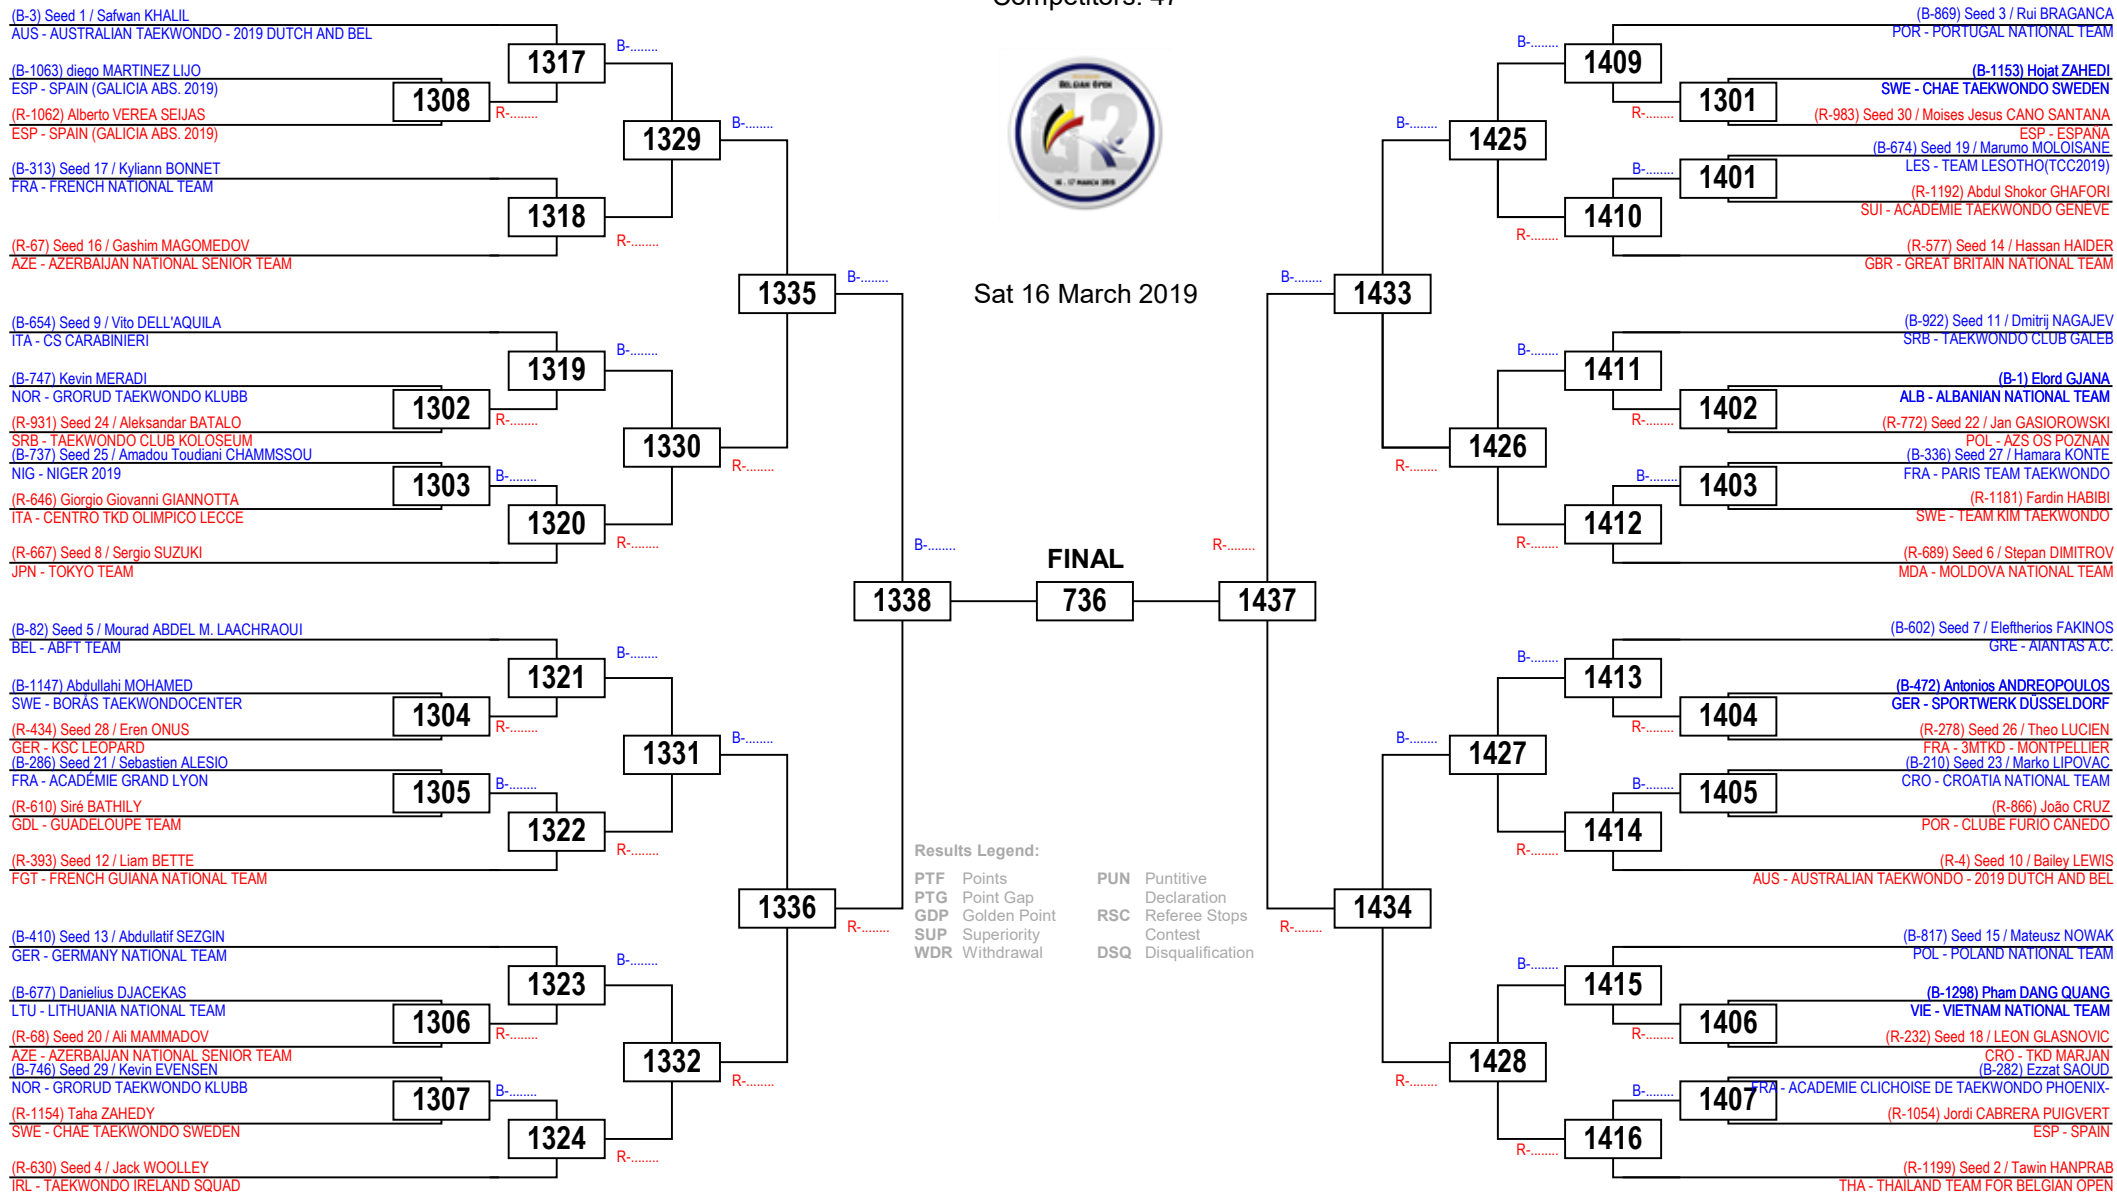 Competitors: 47
(B-3) Seed 1 / Safwan KHALIL
AUS - AUSTRALIAN TAEKWONDO - 2019 DUTCH AND BEL
1317
B-........
(B-1063) diego MARTINEZ LIJO
ESP - SPAIN (GALICIA ABS. 2019)
1308
R-........
(R-1062) Alberto VEREA SEIJAS
ESP - SPAIN (GALICIA ABS. 2019)
1329
B-........
(B-313) Seed 17 / Kyliann BONNET
FRA - FRENCH NATIONAL TEAM
1318
(R-67) Seed 16 / Gashim MAGOMEDOV
AZE - AZERBAIJAN NATIONAL SENIOR TEAM
R-........
1335
B-........
(B-654) Seed 9 / Vito DELL'AQUILA
ITA - CS CARABINIERI
1319
B-........
(B-747) Kevin MERADI
NOR - GRORUD TAEKWONDO KLUBB
1302
R-........
(R-931) Seed 24 / Aleksandar BATALO
SRB - TAEKWONDO CLUB KOLOSEUM
1330
R-........
(B-737) Seed 25 / Amadou Toudiani CHAMMSSOU
NIG - NIGER 2019
1303
B-........
(R-646) Giorgio Giovanni GIANNOTTA
ITA - CENTRO TKD OLIMPICO LECCE
1320
R-........
(R-667) Seed 8 / Sergio SUZUKI
JPN - TOKYO TEAM
B-........
1338
(B-82) Seed 5 / Mourad ABDEL M. LAACHRAOUI
BEL - ABFT TEAM
1321
B-........
(B-1147) Abdullahi MOHAMED
SWE - BORÅS TAEKWONDOCENTER
1304
R-........
(R-434) Seed 28 / Eren ONUS
GER - KSC LEOPARD
1331
B-........
(B-286) Seed 21 / Sebastien ALESIO
FRA - ACADÉMIE GRAND LYON
1305
B-........
(R-610) Siré BATHILY
GDL - GUADELOUPE TEAM
1322
R-........
(R-393) Seed 12 / Liam BETTE
FGT - FRENCH GUIANA NATIONAL TEAM
1336
R-........
(B-410) Seed 13 / Abdullatif SEZGIN
GER - GERMANY NATIONAL TEAM
1323
B-........
(B-677) Danielius DJACEKAS
LTU - LITHUANIA NATIONAL TEAM
1306
R-........
(R-68) Seed 20 / Ali MAMMADOV
AZE - AZERBAIJAN NATIONAL SENIOR TEAM
1332
R-........
(B-746) Seed 29 / Kevin EVENSEN
NOR - GRORUD TAEKWONDO KLUBB
1307
B-........
(R-1154) Taha ZAHEDY
SWE - CHAE TAEKWONDO SWEDEN
1324
R-........
(R-630) Seed 4 / Jack WOOLLEY
IRL - TAEKWONDO IRELAND SQUAD
BELGIAN OPEN
G2
16 - 17 MARCH 2019
Sat 16 March 2019
FINAL
736
Results Legend:
PTF Points
PTG Point Gap
GDP Golden Point
SUP Superiority
WDR Withdrawal
PUN Puntitive
Declaration
RSC Referee Stops
Contest
DSQ Disqualification
(B-869) Seed 3 / Rui BRAGANCA
POR - PORTUGAL NATIONAL TEAM
B-........
1409
(B-1153) Hojat ZAHEDI
SWE - CHAE TAEKWONDO SWEDEN
1301
R-........
(R-983) Seed 30 / Moises Jesus CANO SANTANA
ESP - ESPAÑA
B-........
1425
(B-674) Seed 19 / Marumo MOLOISANE
LES - TEAM LESOTHO(TCC2019)
B-........
1401
(R-1192) Abdul Shokor GHAFORI
SUI - ACADÉMIE TAEKWONDO GENÈVE
1410
R-........
(R-577) Seed 14 / Hassan HAIDER
GBR - GREAT BRITAIN NATIONAL TEAM
B-........
1433
(B-922) Seed 11 / Dmitrij NAGAJEV
SRB - TAEKWONDO CLUB GALEB
B-........
1411
(B-1) Elord GJANA
ALB - ALBANIAN NATIONAL TEAM
1402
R-........
(R-772) Seed 22 / Jan GASIOROWSKI
POL - AZS OS POZNAN
1426
R-........
(B-336) Seed 27 / Hamara KONTE
FRA - PARIS TEAM TAEKWONDO
B-........
1403
(R-1181) Fardin HABIBI
SWE - TEAM KIM TAEKWONDO
1412
R-........
(R-689) Seed 6 / Stepan DIMITROV
MDA - MOLDOVA NATIONAL TEAM
R-........
1437
(B-602) Seed 7 / Eleftherios FAKINOS
GRE - AIANTAS A.C.
B-........
1413
(B-472) Antonios ANDREOPOULOS
GER - SPORTWERK DÜSSELDORF
1404
R-........
(R-278) Seed 26 / Theo LUCIEN
FRA - 3MTKD - MONTPELLIER
B-........
1427
(B-210) Seed 23 / Marko LIPOVAC
CRO - CROATIA NATIONAL TEAM
B-........
1405
(R-866) João CRUZ
POR - CLUBE FURIO CANEDO
1414
R-........
(R-4) Seed 10 / Bailey LEWIS
AUS - AUSTRALIAN TAEKWONDO - 2019 DUTCH AND BEL
1434
R-........
(B-817) Seed 15 / Mateusz NOWAK
POL - POLAND NATIONAL TEAM
B-........
1415
(B-1298) Pham DANG QUANG
VIE - VIETNAM NATIONAL TEAM
1406
R-........
(R-232) Seed 18 / LEON GLASNOVIC
CRO - TKD MARJAN
1428
R-........
(B-282) Ezzat SAOUD
FRA - ACADEMIE CLICHOISE DE TAEKWONDO PHOENIX-
B-........
1407
(R-1054) Jordi CABRERA PUIGVERT
ESP - SPAIN
1416
R-........
(R-1199) Seed 2 / Tawin HANPRAB
THA - THAILAND TEAM FOR BELGIAN OPEN